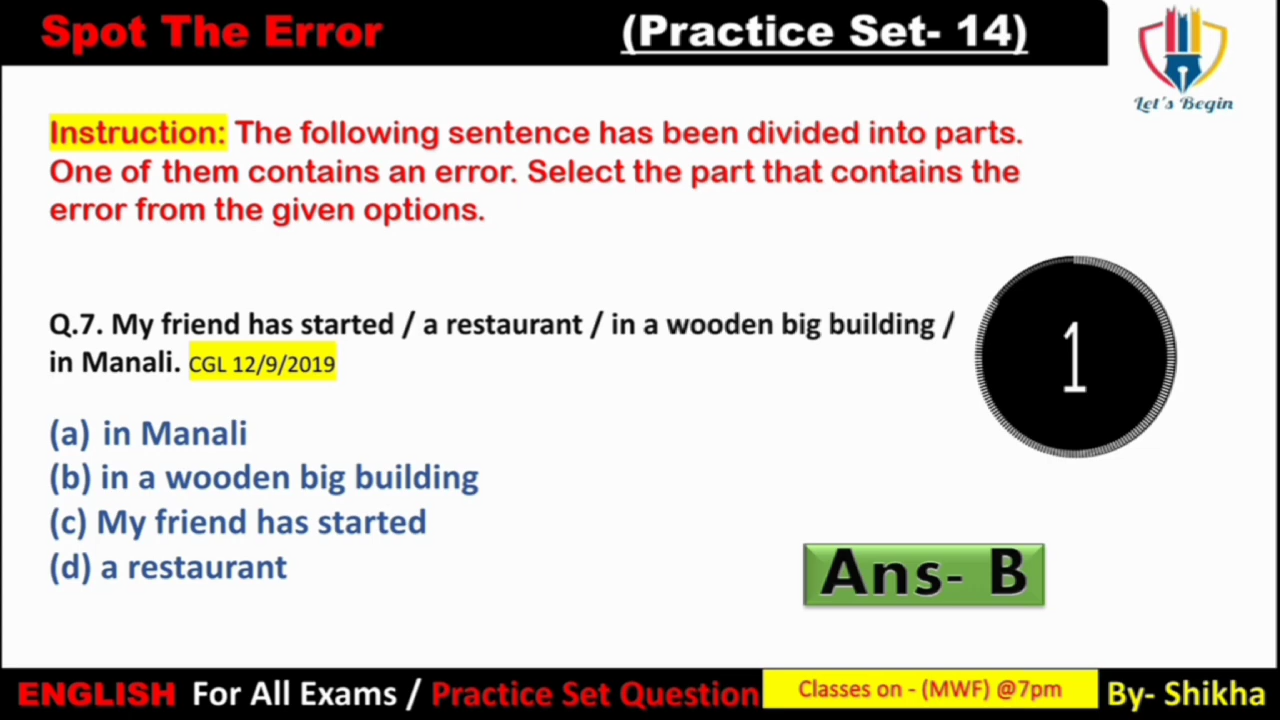 Spot The Error (Practice Set- 14)
Let's Begin
Instruction: The following sentence has been divided into parts.
One of them contains an error. Select the part that contains the
error from the given options.
Q.7. My friend has started / a restaurant / in a wooden big building /
in Manali. CGL 12/9/2019
1
(a) in Manali
(b) in a wooden big building
(c) My friend has started
(d) a restaurant
Ans- B
ENGLISH For All Exams / Practice Set Question Classes on - (MWF) @7pm By- Shikha